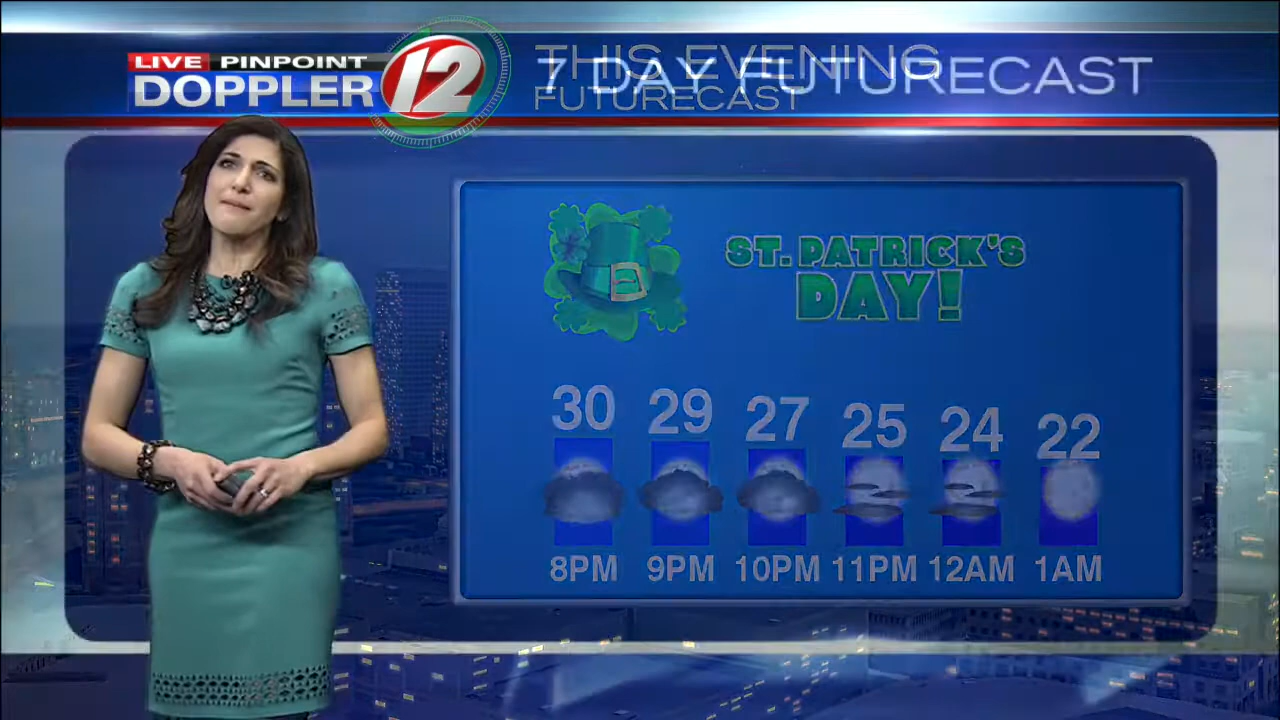 LIVE PINPOINT
DOPPLER 12
THIS EVENING
FUTURECAST
7 DAY FUTURECAST
ST. PATRICK'S
DAY!
30 29 27 25 24 22
8PM 9PM 10PM 11PM 12AM 1AM